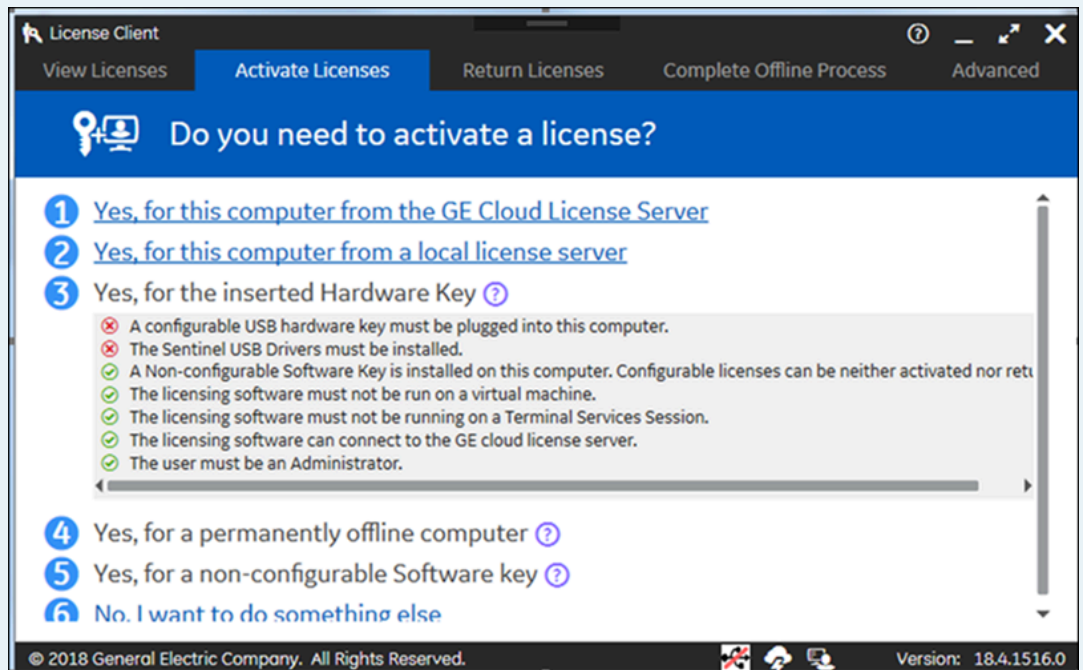 License Client
View Licenses Activate Licenses Return Licenses Complete Offline Process Advanced
Do you need to activate a license?
1 Yes, for this computer from the GE Cloud License Server
2 Yes, for this computer from a local license server
3 Yes, for the inserted Hardware Key ?
A configurable USB hardware key must be plugged into this computer.
The Sentinel USB Drivers must be installed.
A Non-configurable Software Key is installed on this computer. Configurable licenses can be neither activated nor retu
The licensing software must not be run on a virtual machine.
The licensing software must not be running on a Terminal Services Session.
The licensing software can connect to the GE cloud license server.
The user must be an Administrator.
4 Yes, for a permanently offline computer ?
5 Yes, for a non-configurable Software key ?
6 No, I want to do something else
© 2018 General Electric Company. All Rights Reserved. Version: 18.4.1516.0